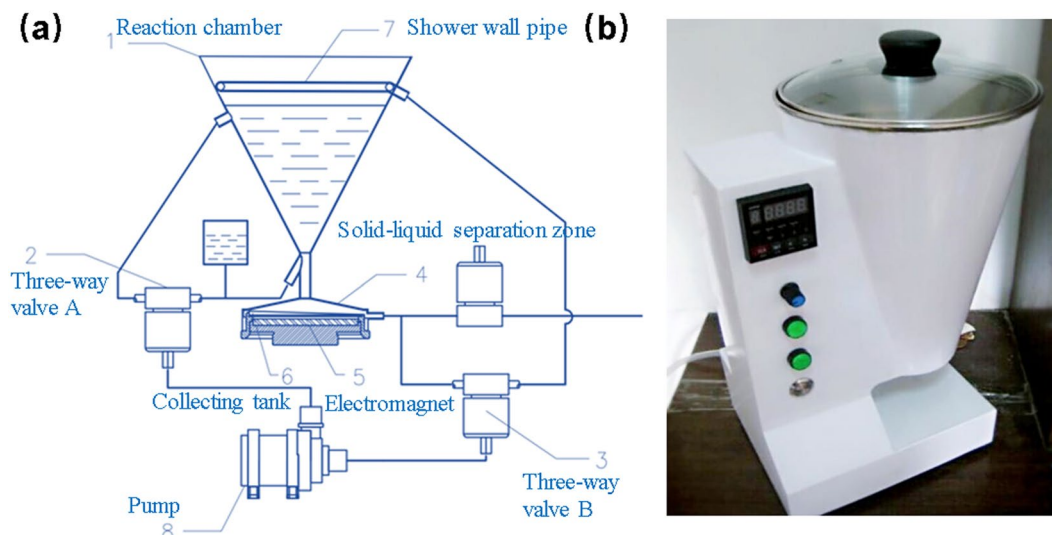 (a)
Reaction chamber
1
7
Shower wall pipe
(b)
Solid-liquid separation zone
2
Three-way
valve A
4
6
5
Collecting tank
Electromagnet
3
Three-way
valve B
Pump
8